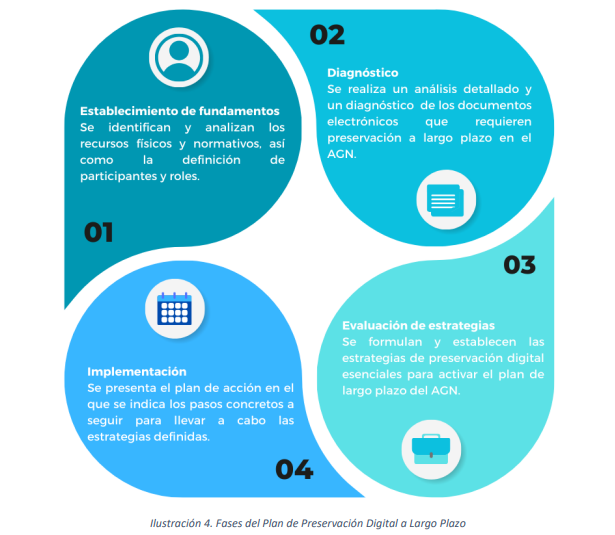 01
Establecimiento de fundamentos
Se identifican y analizan los
recursos físicos y normativos, así
como la definición de
participantes y roles.
02
Diagnóstico
Se realiza un análisis detallado y
un diagnóstico de los documentos
electrónicos que requieren
preservación a largo plazo en el
AGN.
03
Evaluación de estrategias
Se formulan y establecen las
estrategias de preservación digital
esenciales para activar el plan de
largo plazo del AGN.
Implementación
Se presenta el plan de acción en el
que se indica los pasos concretos a
seguir para llevar a cabo las
estrategias definidas.
04
Ilustración 4. Fases del Plan de Preservación Digital a Largo Plazo